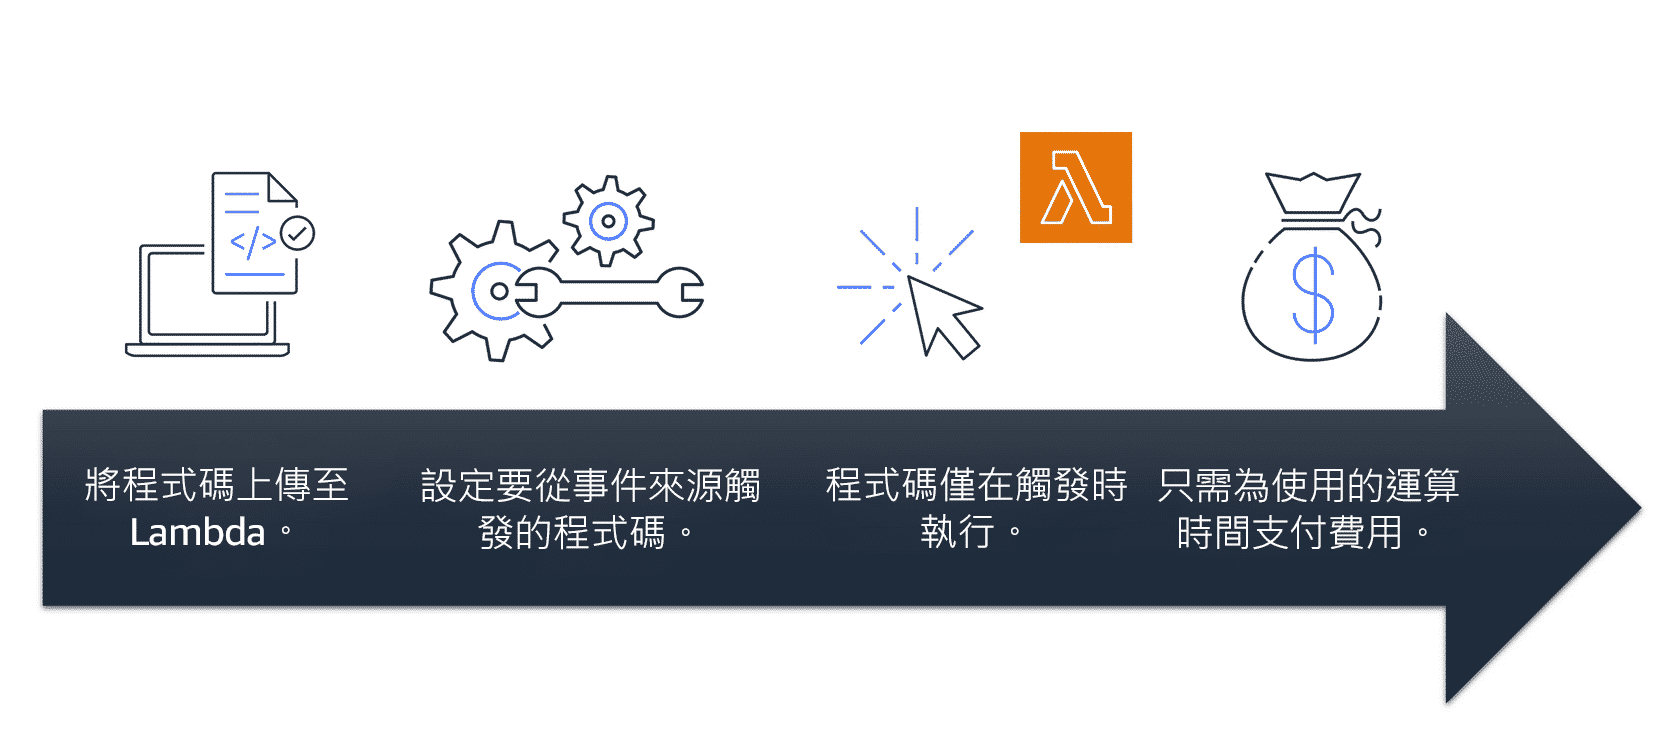 將程式碼上傳至
Lambda。
設定要從事件來源觸
發的程式碼。
程式碼僅在觸發時
執行。
只需為使用的運算
時間支付費用。